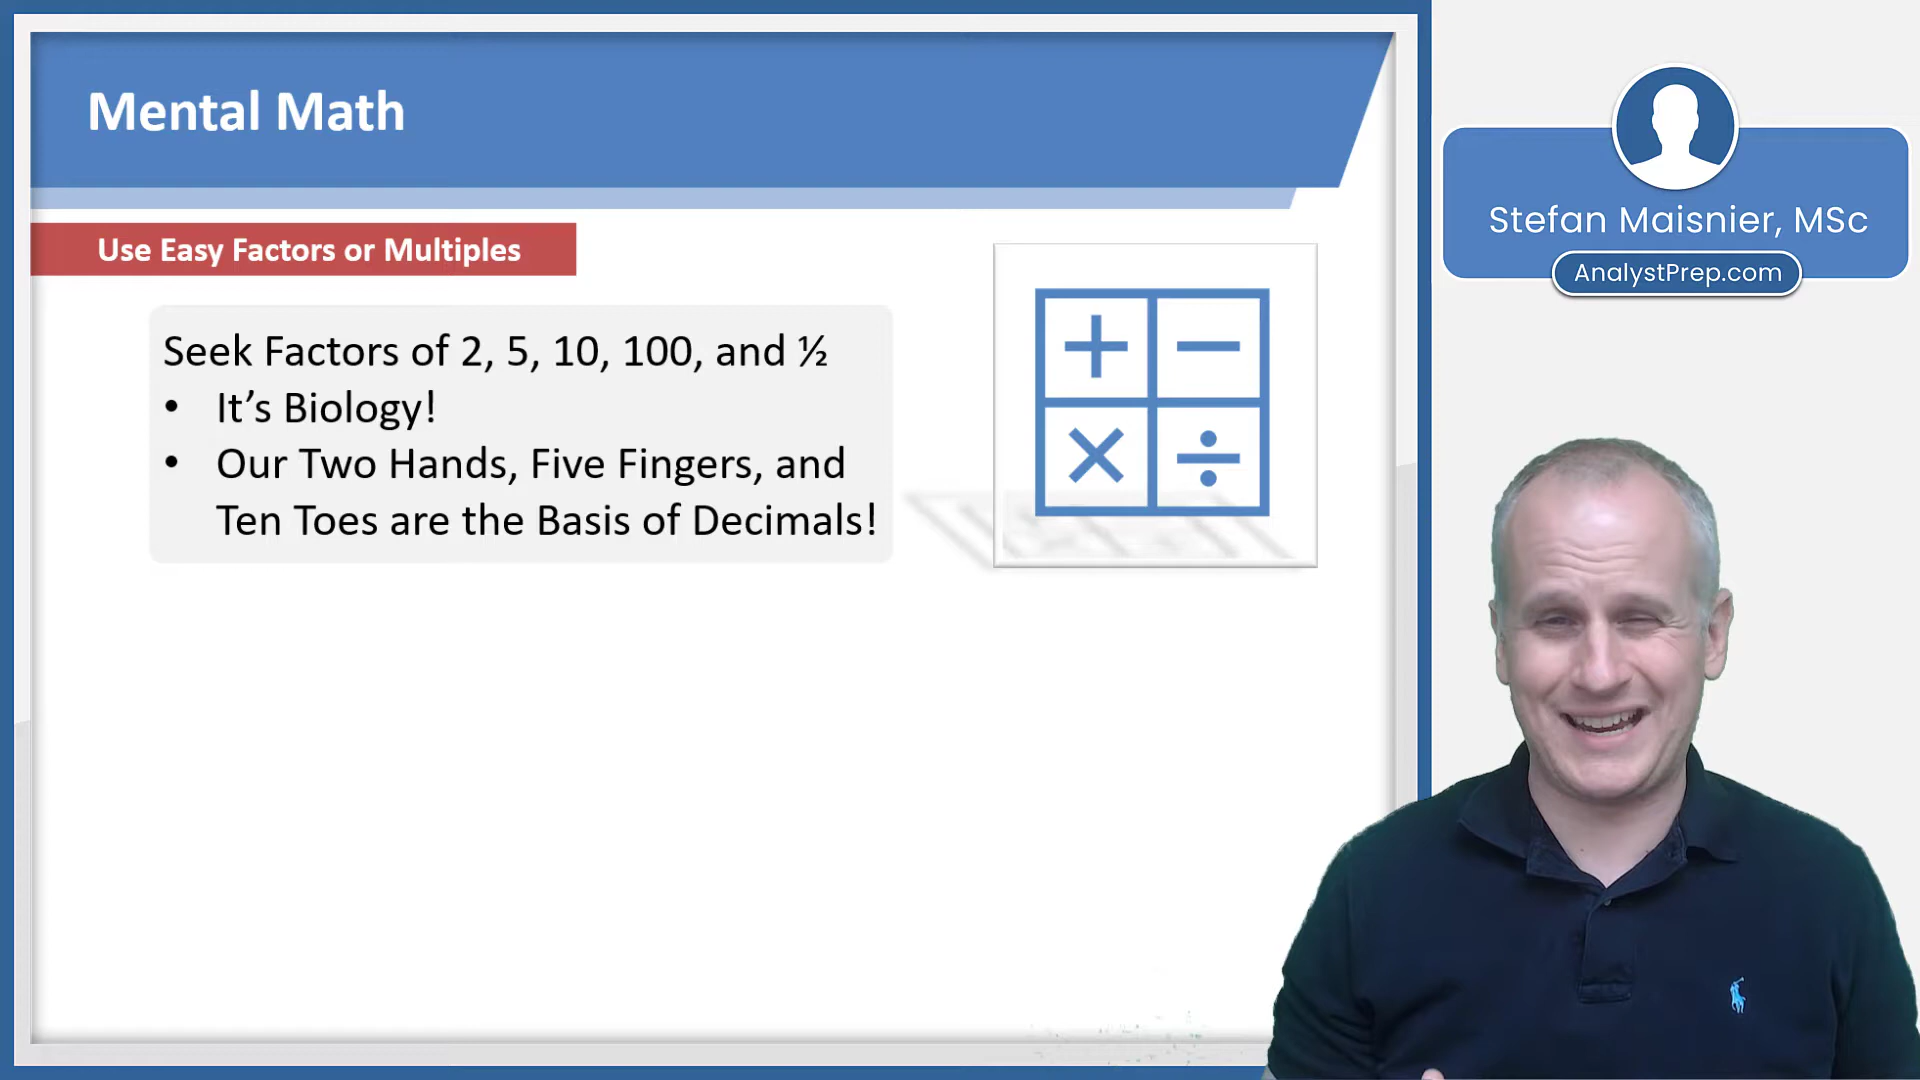 Mental Math
Use Easy Factors or Multiples
Seek Factors of 2, 5, 10, 100, and ½
• It’s Biology!
• Our Two Hands, Five Fingers, and
Ten Toes are the Basis of Decimals!
+ −
× ÷
Stefan Maisnier, MSc
AnalystPrep.com